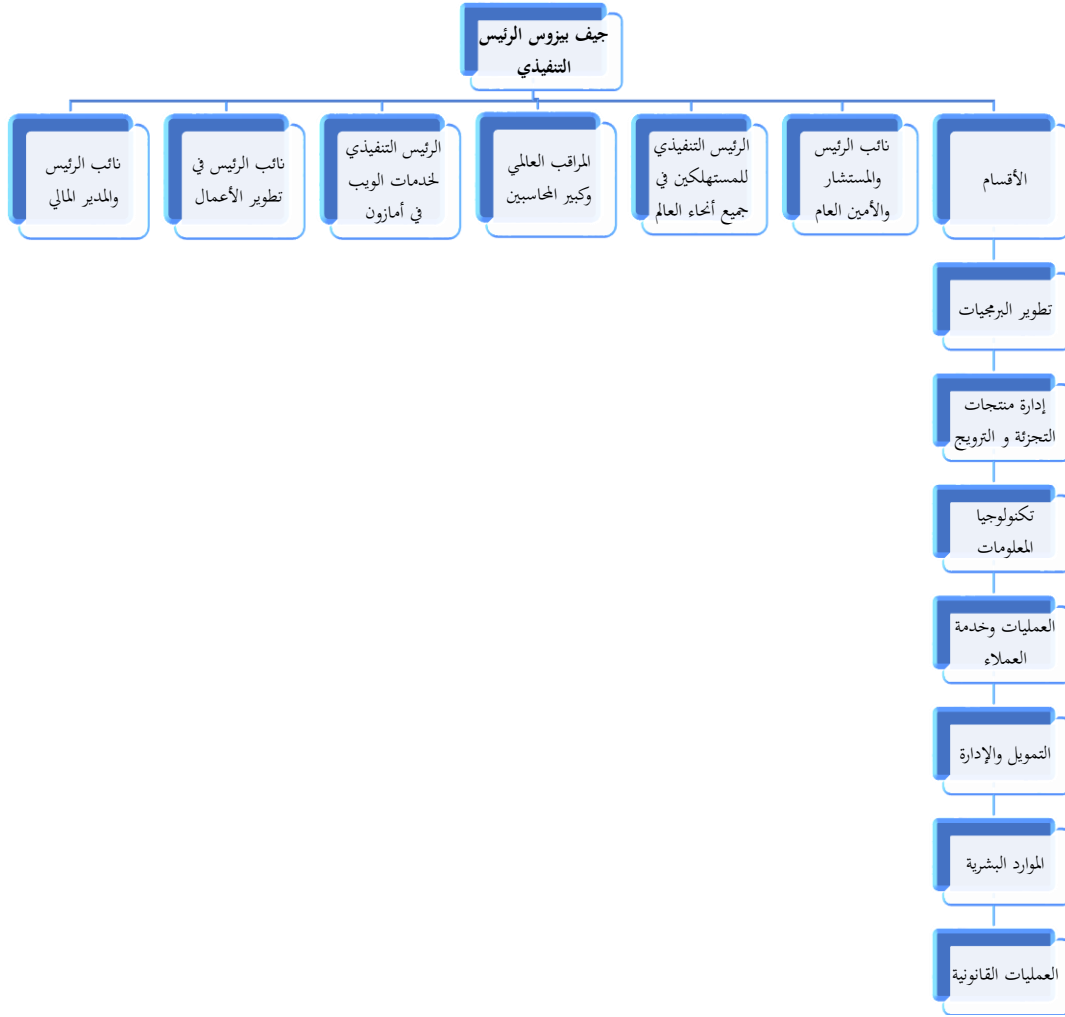 جيف بيزوس الرئيس
التنفيذي
الأقسام
نائب الرئيس
والمستشار
والأمين العام
الرئيس التنفيذي
للمستهلكين في
جميع أنحاء العالم
المراقب العالمي
وكبير المحاسبين
الرئيس التنفيذي
لخدمات الويب
في أمازون
نائب الرئيس في
تطوير الأعمال
نائب الرئيس
والمدير المالي
تطوير البرمجيات
إدارة منتجات
التجزئة و الترويج
تكنولوجيا
المعلومات
العمليات وخدمة
العملاء
التمويل والإدارة
الموارد البشرية
العمليات القانونية